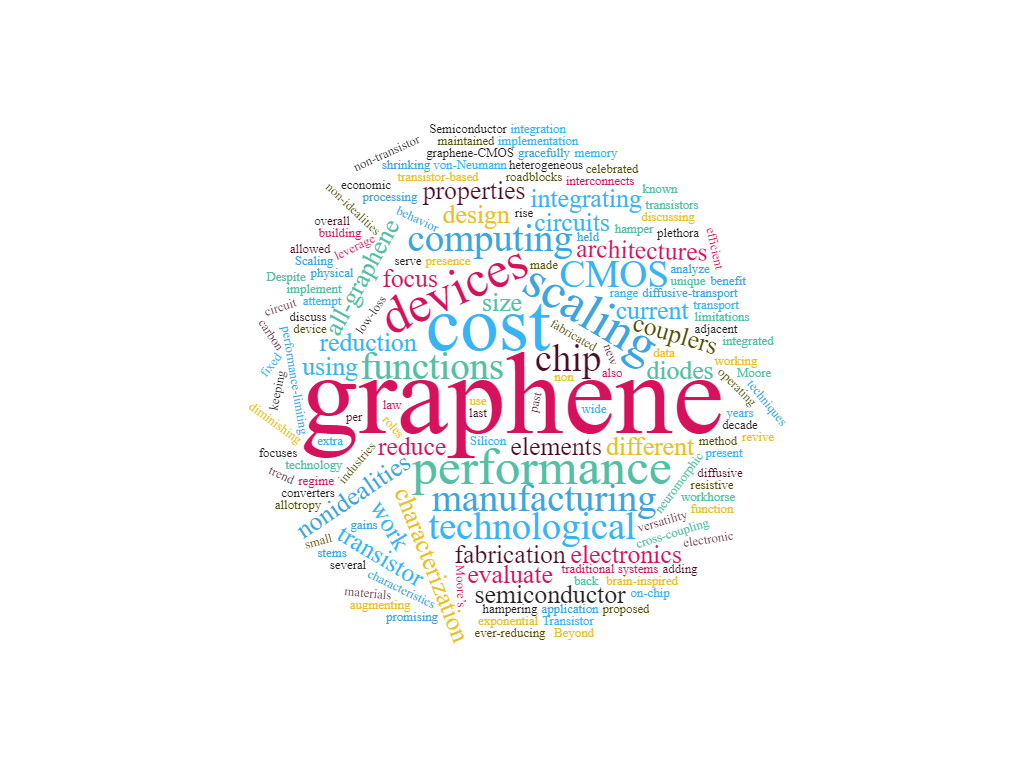 Semiconductor integration
maintained implementation
non-transistor
graphene-CMOS gracefully memory
shrinking von-Neumann heterogeneous celebrated
transistor-based roadblocks interconnects
economic properties integrating known
processing non-idealities transistors
behavior design rise circuits discussing
overall building hamper plethora
allowed leverage all-graphene computing held architectures efficient
Scaling serve presence made
Despite physical focus devices scaling CMOS analyze
implement unique benefit
attempt low-loss size range diffusive-transport
circuit discuss current transport
device cost fabricated couplers limitations
carbon performance-limiting reduction adjacent
new integrated
fixed using functions chip data working
keeping non also diodes Moore
operating techniques
graphene
diminishing per law roles use last past wide years
decade
extra reduce Silicon elements different method revive
focuses industries present
technology nonidealities performance neuromorphic diffusive
trend regime resistive
converters characterization manufacturing workhorse
allotropy function
gains work technological versatility
small transistor cross-coupling electronic
stems fabrication electronics
several Moore's traditional systems adding
characteristics evaluate back brain-inspired
materials semiconductor on-chip
augmenting hampering application proposed
promising exponential Transistor
ever-reducing Beyond